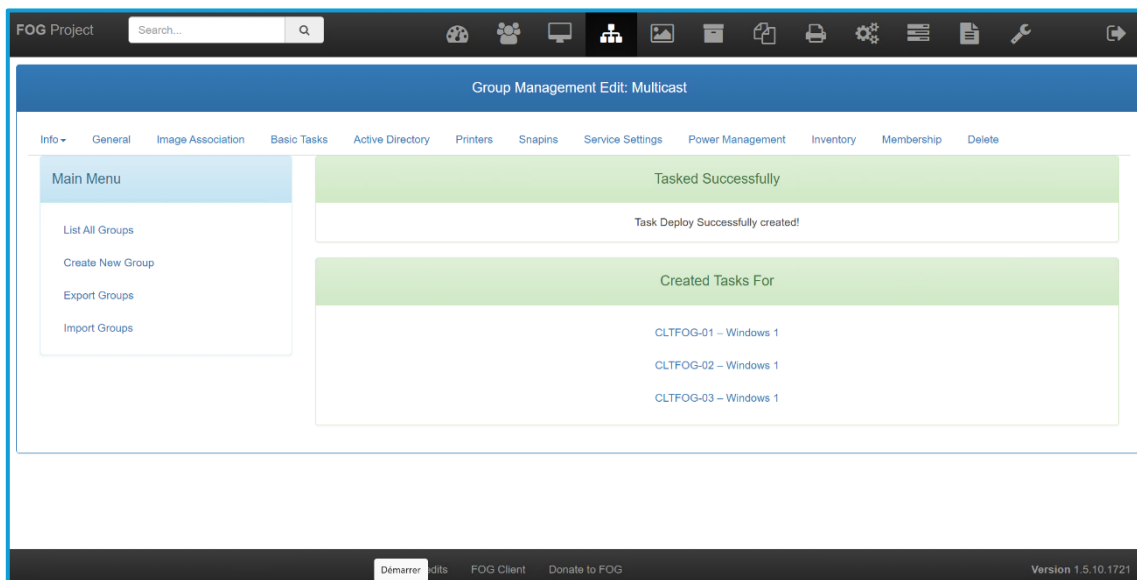 FOG Project Search...
Group Management Edit: Multicast
Info General Image Association Basic Tasks Active Directory Printers Snapins Service Settings Power Management Inventory Membership Delete
Main Menu
List All Groups
Create New Group
Export Groups
Import Groups
Tasked Successfully
Task Deploy Successfully created!
Created Tasks For
CLTFOG-01 – Windows 1
CLTFOG-02 – Windows 1
CLTFOG-03 – Windows 1
Démarrer dits FOG Client Donate to FOG Version 1.5.10.1721